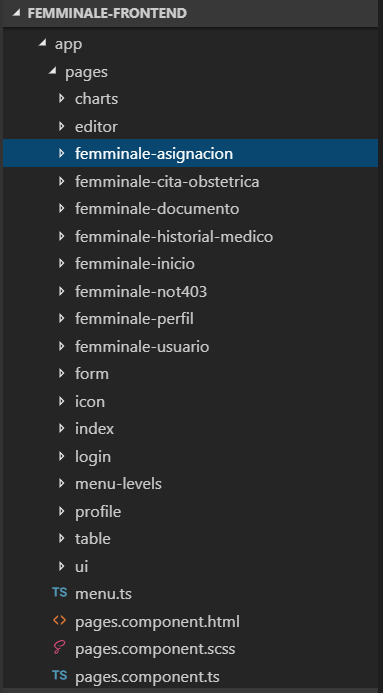 FEMMINALE-FRONTEND
app
pages
charts
editor
femminale-asignacion
femminale-cita-obstetrica
femminale-documento
femminale-historial-medico
femminale-inicio
femminale-not403
femminale-perfil
femminale-usuario
form
icon
index
login
menu-levels
profile
table
ui
TS menu.ts
<> pages.component.html
pages.component.scss
TS pages.component.ts